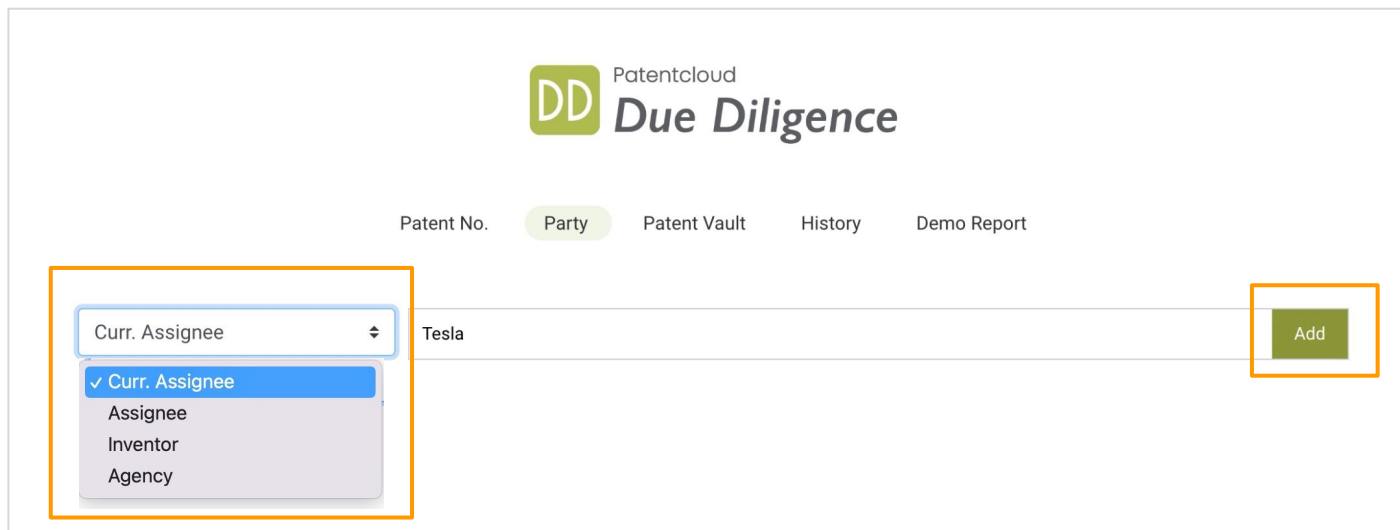 DD
Patentcloud
Due Diligence
Patent No. Party Patent Vault History Demo Report
Curr. Assignee Tesla Add
✓ Curr. Assignee
Assignee
Inventor
Agency